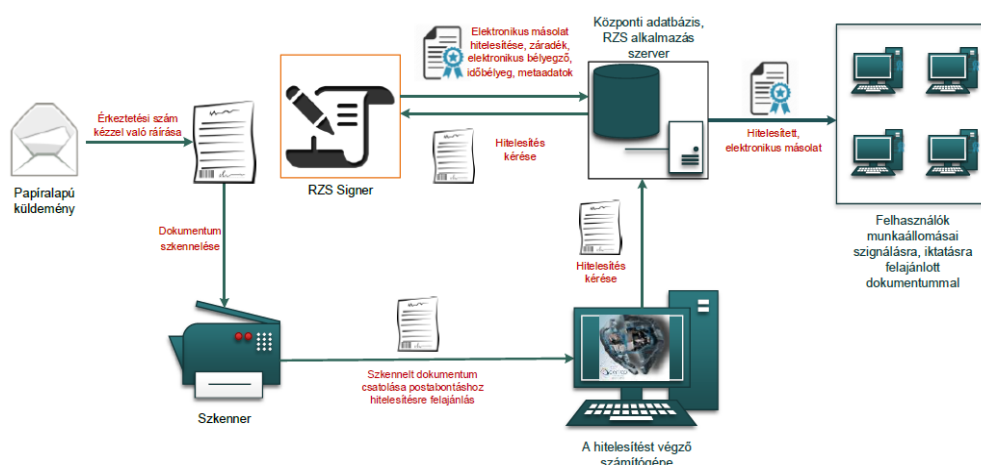 Papíralapú
küldemény
Érkeztetési szám
kézzel való ráírása
Dokumentum
szkennelése
Szkenner
Szkennelt dokumentum
csatolása postabontáshoz
hitelesítésre felajánlás
A hitelesítést végző
számítógépe
Hitelesítés
kérése
Központi adatbázis,
RZS alkalmazás
szerver
Hitelesítés
kérése
RZS Signer
Elektronikus másolat
hitelesítése, záradék,
elektronikus bélyegző,
időbélyeg, metaadatok
Hitelesített,
elektronikus másolat
Felhasználók
munkaállomásai
szignálásra, iktatásra
felajánlott
dokumentummal